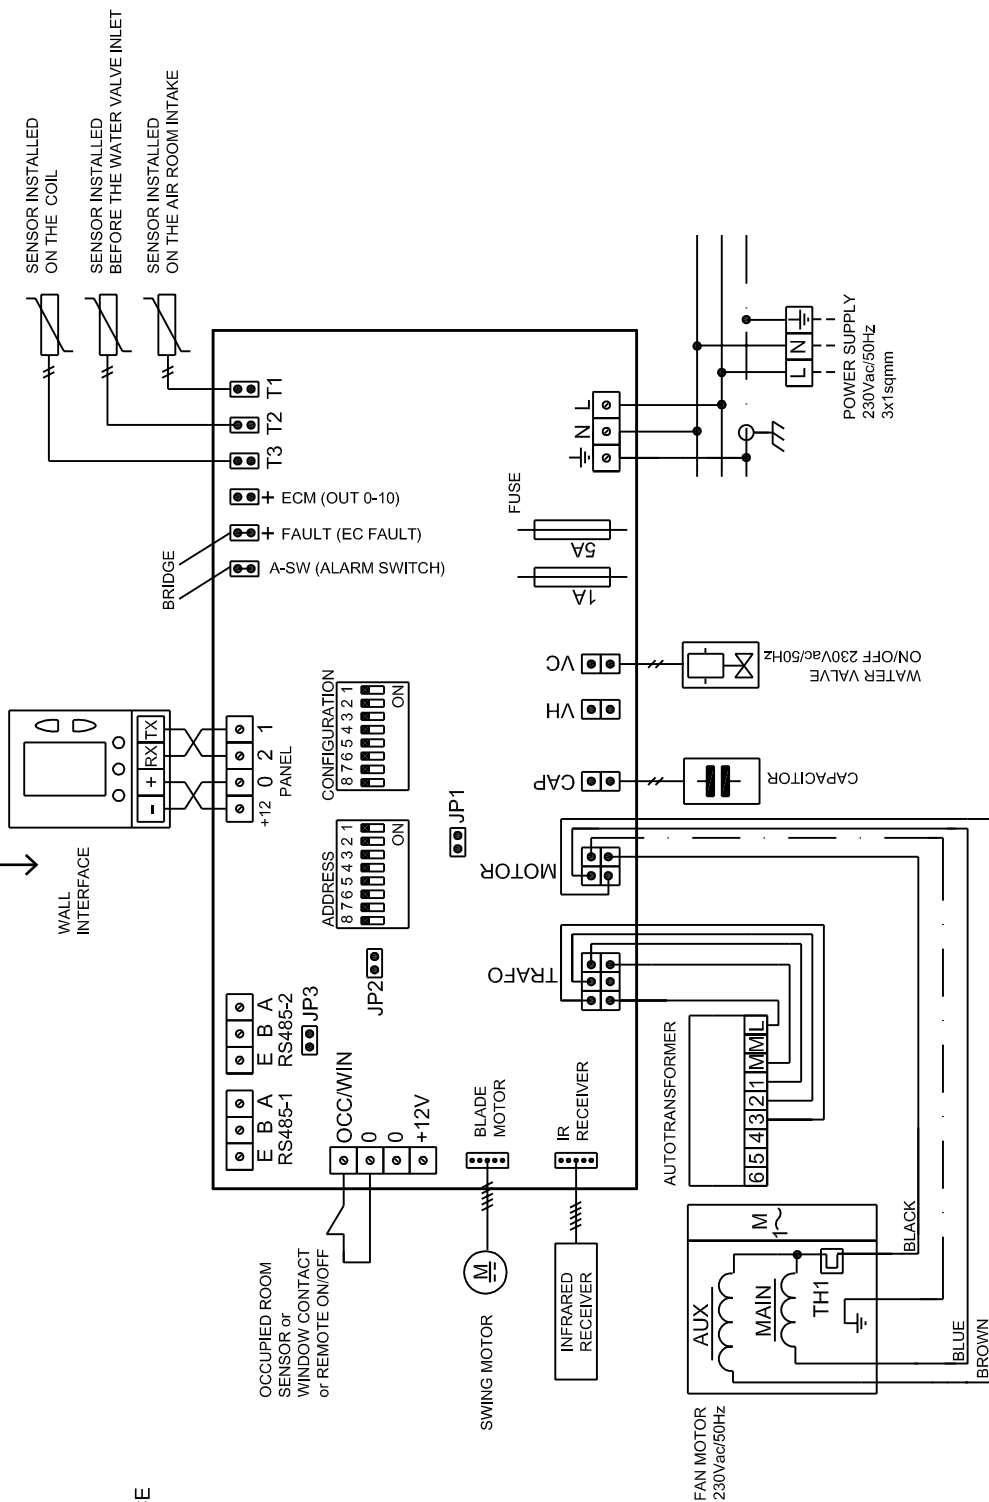 E
WALL
INTERFACE
-
+
RX
TX
+12
0
2
1
PANEL
SENSOR INSTALLED
ON THE COIL
SENSOR INSTALLED
BEFORE THE WATER VALVE INLET
SENSOR INSTALLED
ON THE AIR ROOM INTAKE
BRIDGE
E B A
RS485-1
E B A
RS485-2
JP3
JP2
ADDRESS
8 7 6 5 4 3 2 1
ON
CONFIGURATION
8 7 6 5 4 3 2 1
ON
JP1
A-SW (ALARM SWITCH)
+ FAULT (EC FAULT)
+ ECM (OUT 0-10)
T3
T2
T1
OCCUPIED ROOM
SENSOR or
WINDOW CONTACT
or REMOTE ON/OFF
OCC/WIN
0
0
+12V
SWING MOTOR
M
BLADE
MOTOR
INFRARED
RECEIVER
IR
RECEIVER
TRAFO
MOTOR
CAP
VH
VC
1A
5A
FUSE
N
L
AUTOTRANSFORMER
6 5 4 3 2 1 M MM L
CAPACITOR
WATER VALVE
ON/OFF 230Vac/50Hz
L
N
POWER SUPPLY
230Vac/50Hz
3x1sqmm
FAN MOTOR
230Vac/50Hz
AUX
MAIN
TH1
M
1~
BLACK
BLUE
BROWN